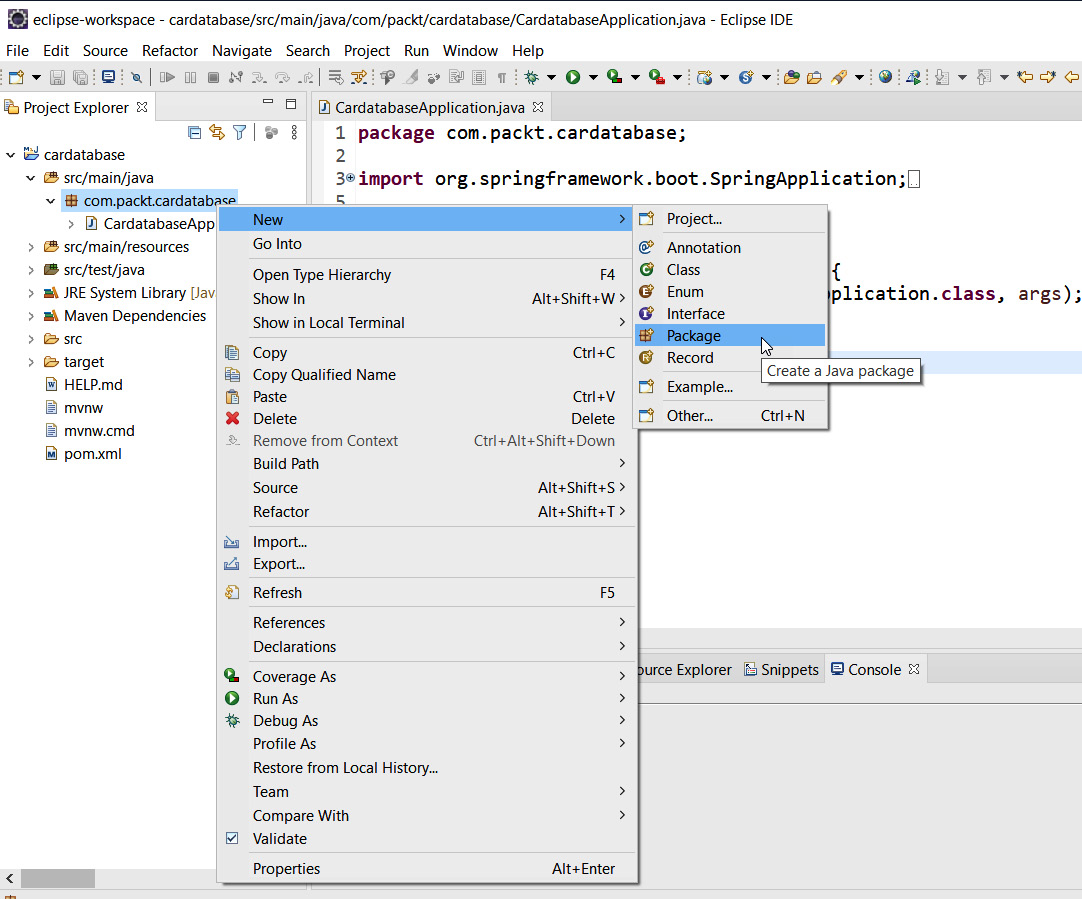 eclipse-workspace - cardatabase/src/main/java/com/packt/cardatabase/CardatabaseApplication.java - Eclipse IDE
File Edit Source Refactor Navigate Search Project Run Window Help
Project Explorer
cardatabase
src/main/java
com.packt.cardatabase
CardatabaseApp
src/main/resources
src/test/java
JRE System Library [Jav
Maven Dependencies
src
target
HELP.md
mvnw
mvnw.cmd
pom.xml
CardatabaseApplication.java
1 package com.packt.cardatabase;
2
3 import org.springframework.boot.SpringApplication;
5
{
plication.class, args);
New
Go Into
Open Type Hierarchy F4
Show In Alt+Shift+W
Show in Local Terminal
Copy Ctrl+C
Copy Qualified Name
Paste Ctrl+V
Delete Delete
Remove from Context Ctrl+Alt+Shift+Down
Build Path
Source Alt+Shift+S
Refactor Alt+Shift+T
Import...
Export...
Refresh F5
References
Declarations
Coverage As
Run As
Debug As
Profile As
Restore from Local History...
Team
Compare With
Validate
Properties Alt+Enter
Project...
Annotation
Class
Enum
Interface
Package
Record
Example...
Other... Ctrl+N
Create a Java package
ource Explorer Snippets Console